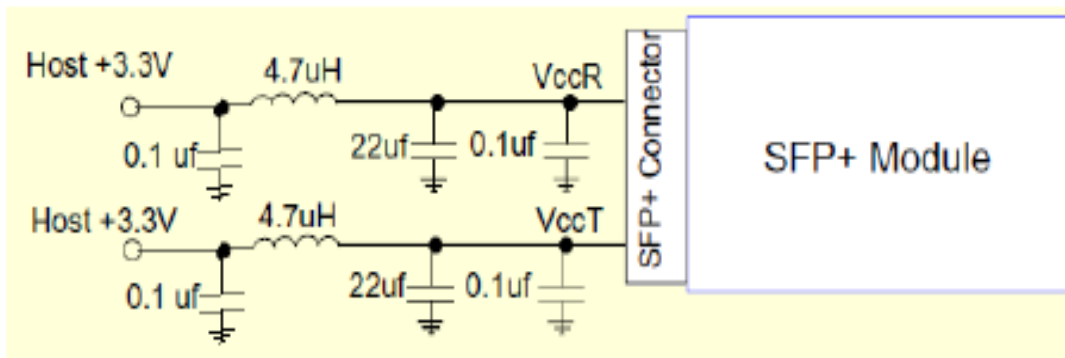 Host +3.3V
4.7uH
VccR
0.1 uf
22uf
0.1uf
Host +3.3V
4.7uH
VccT
0.1 uf
22uf
0.1uf
SFP+ Connector
SFP+ Module